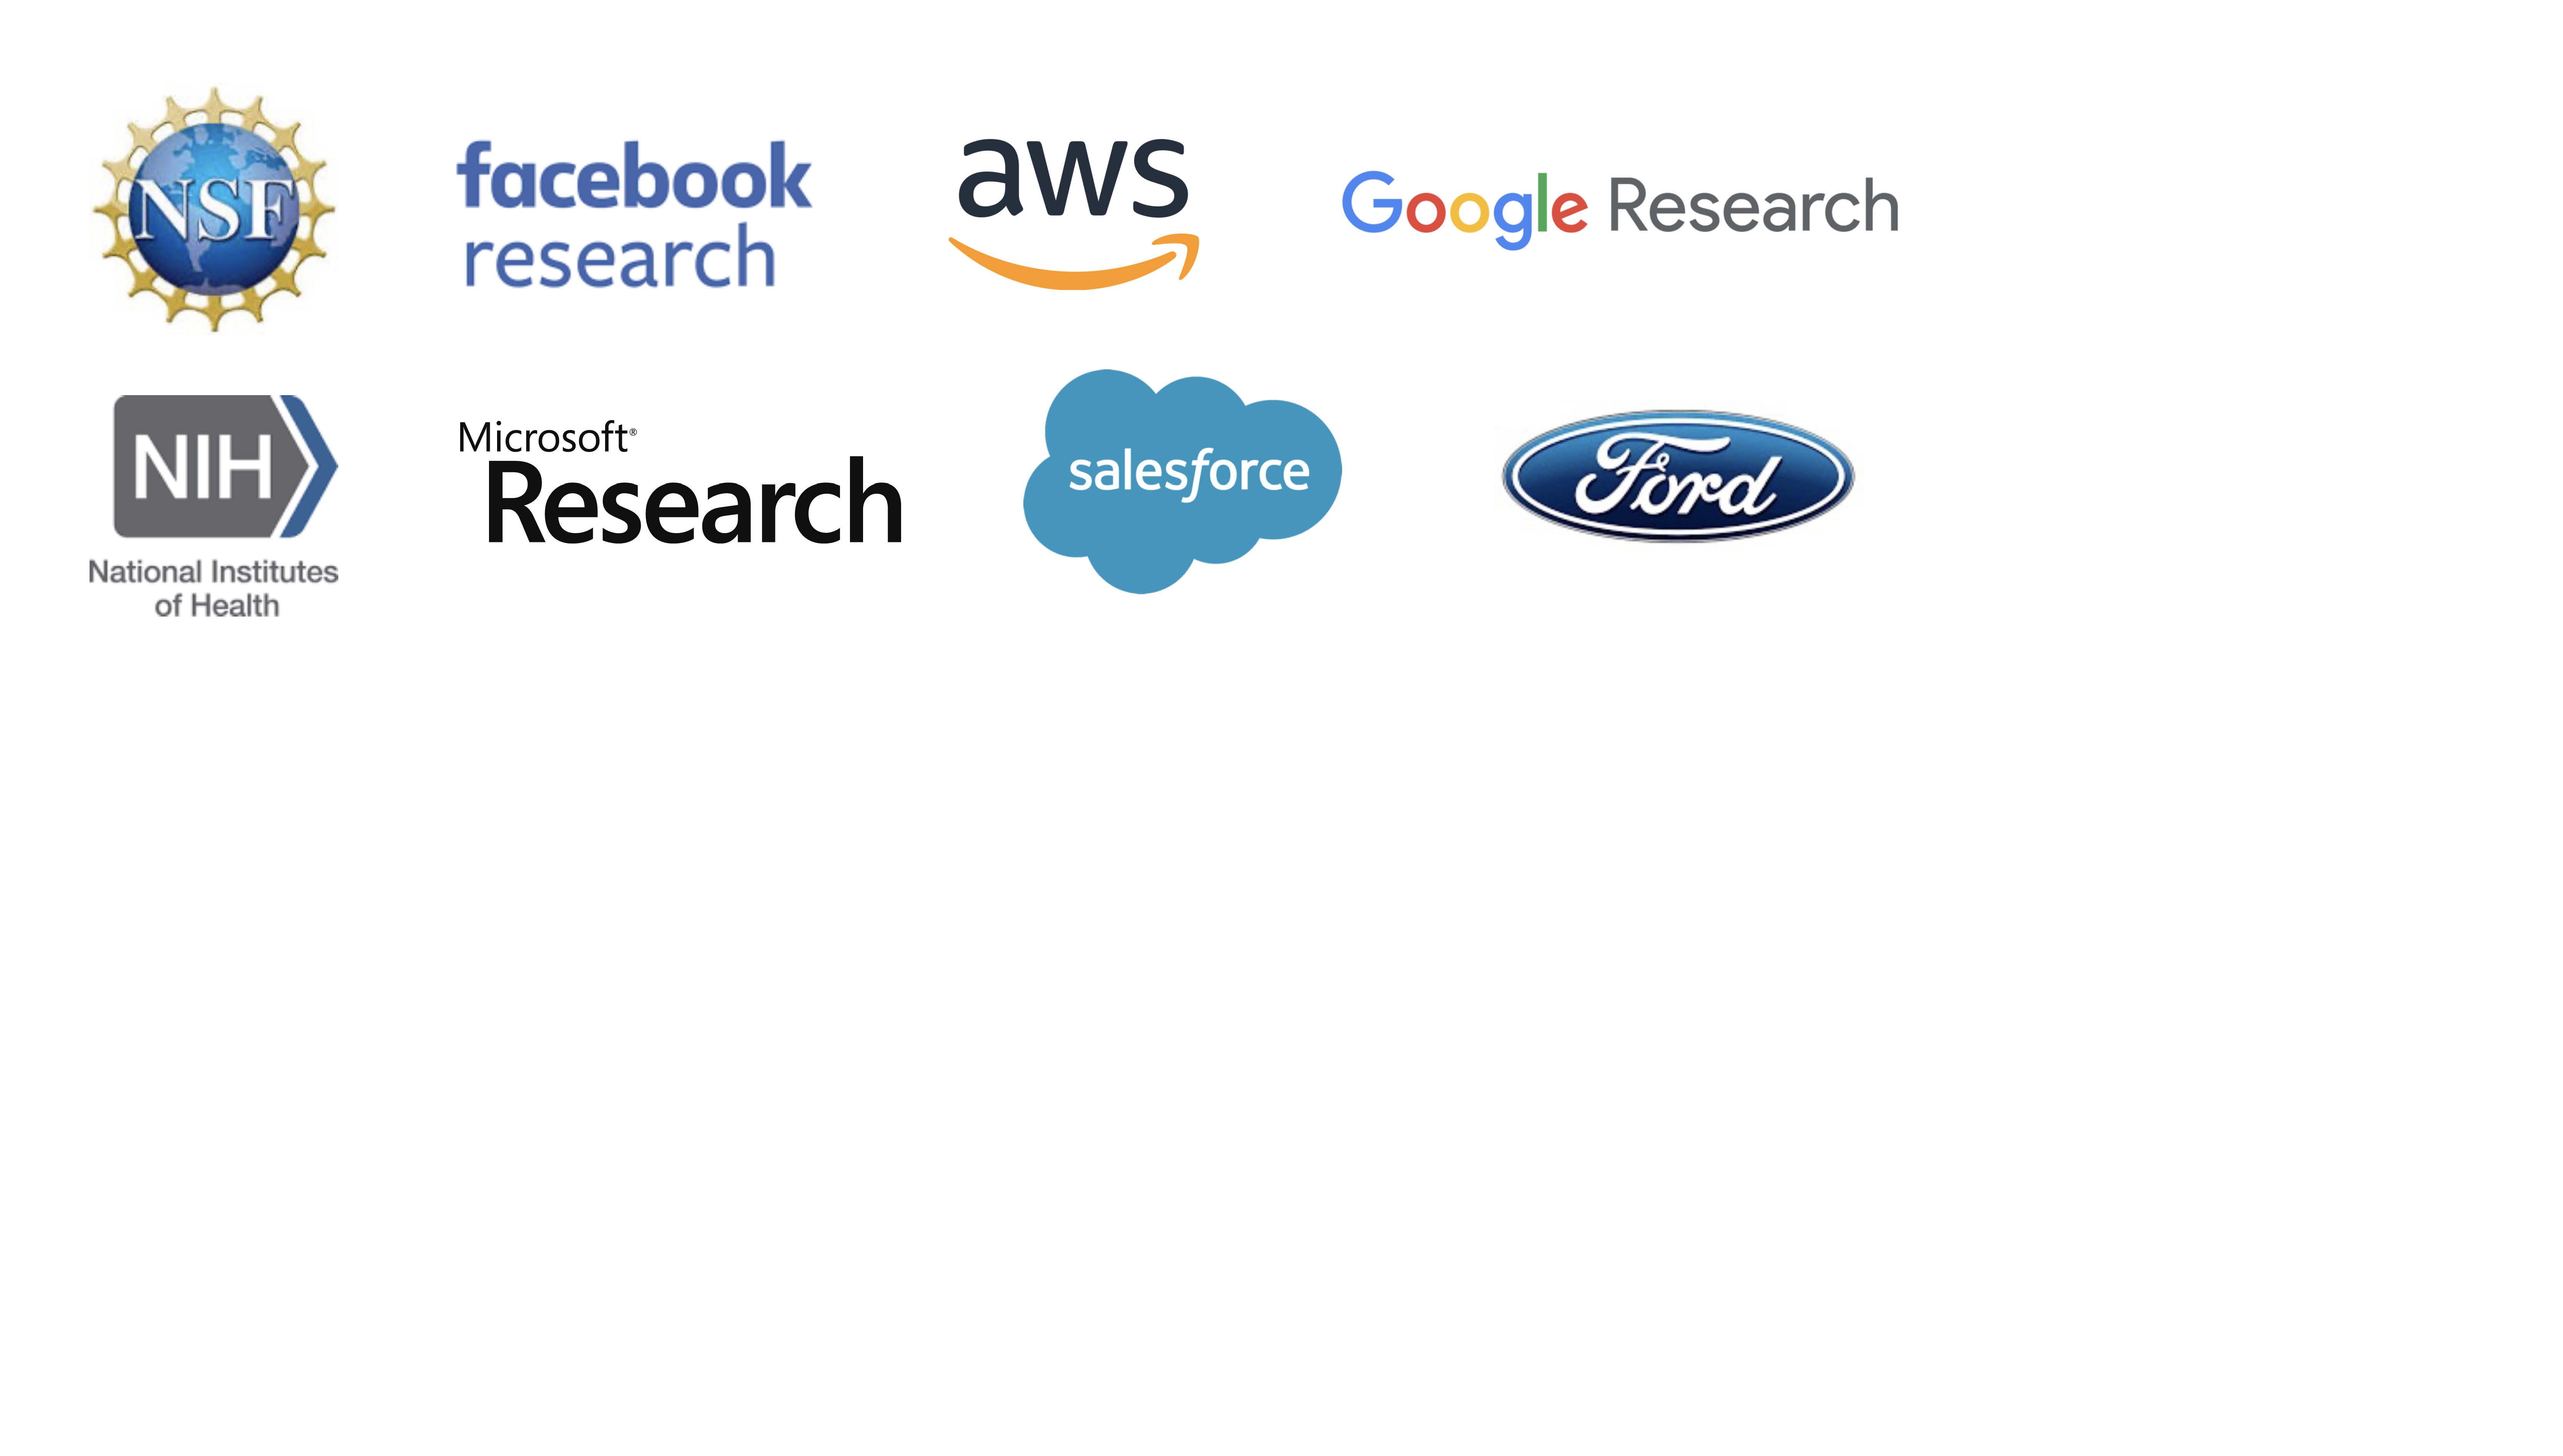 NSF
facebook
research
aws
Google Research
NIH
National Institutes
of Health
Microsoft®
Research
salesforce
Ford